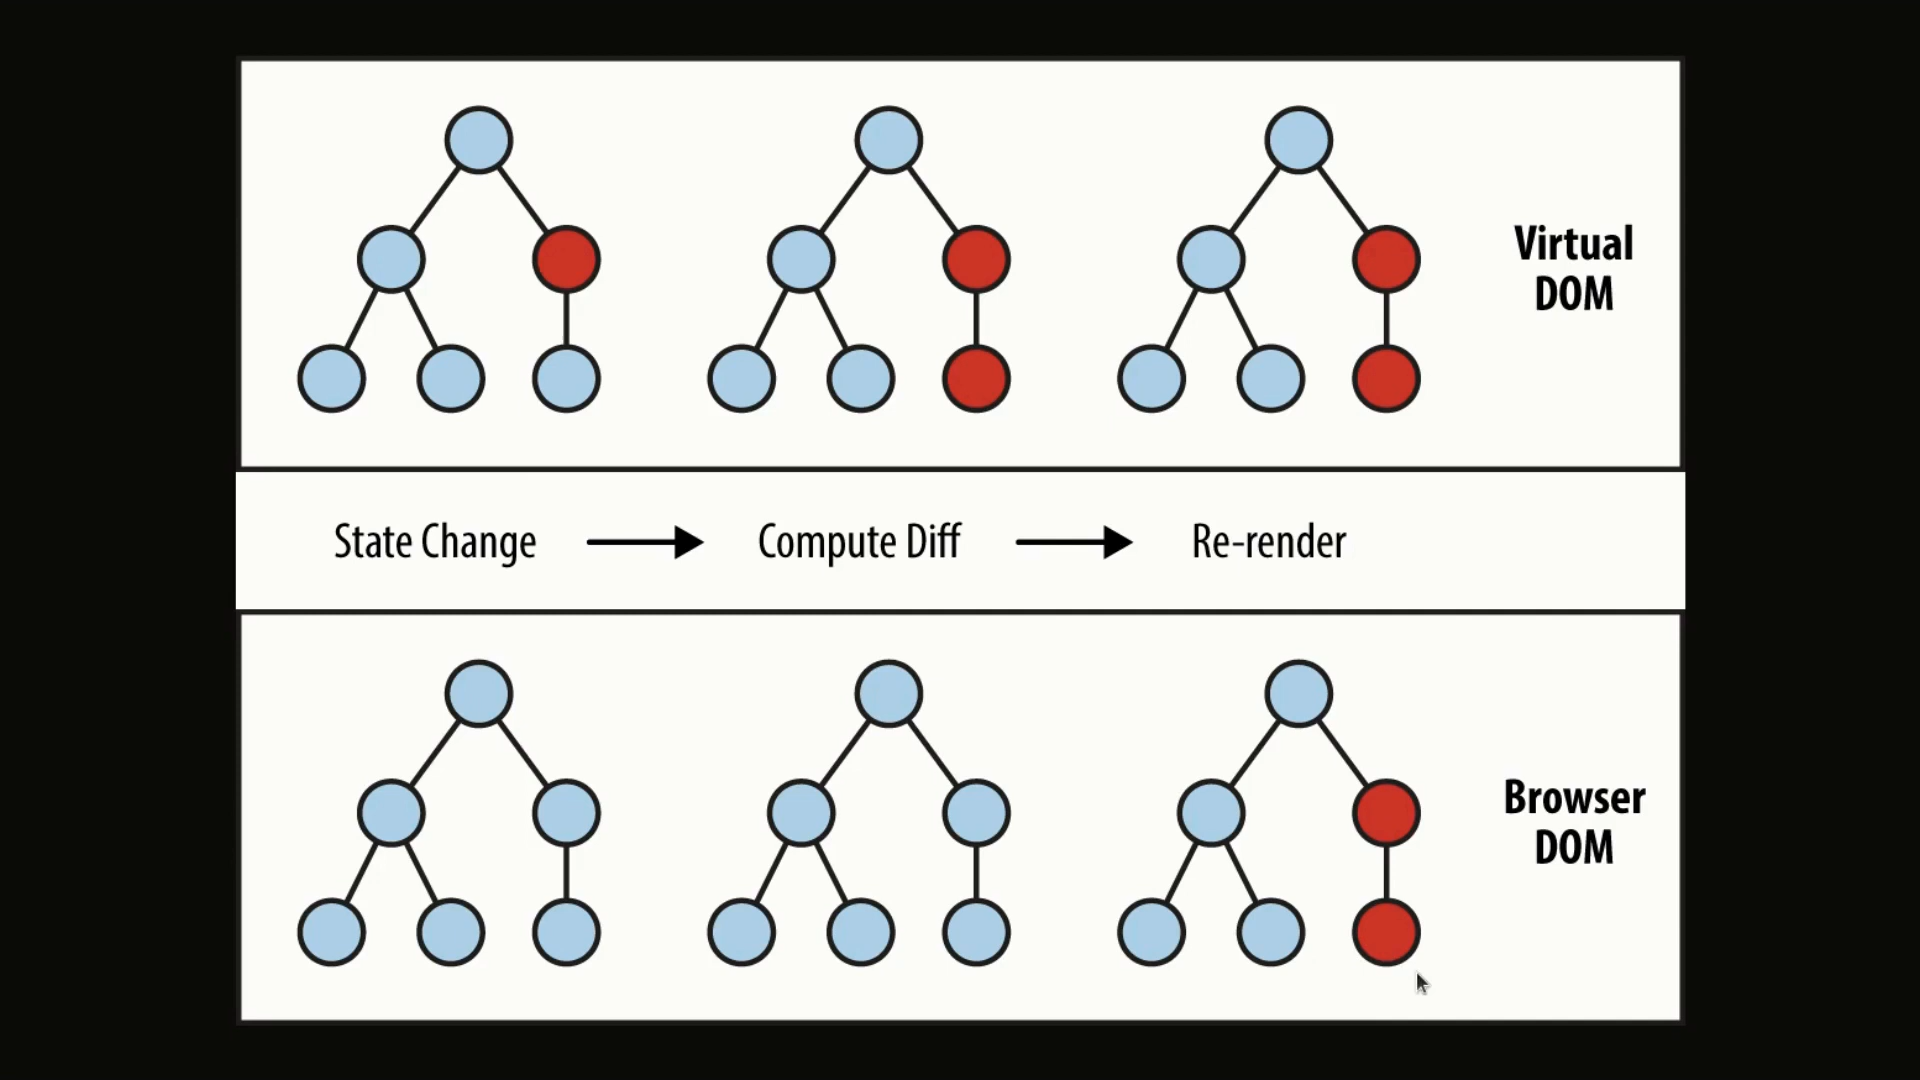 Virtual
DOM
State Change
Compute Diff
Re-render
Browser
DOM